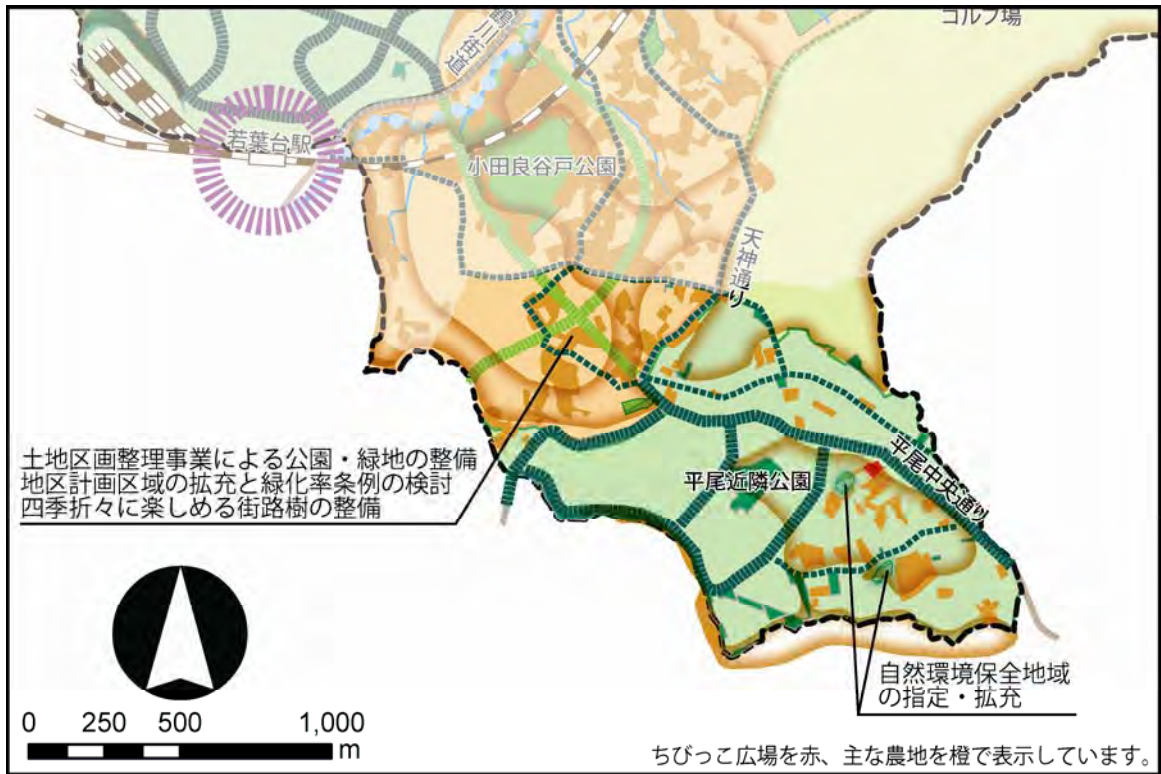 ゴルフ場
鶴川街道
若葉台駅
小田良谷戸公園
天神通り
土地区画整理事業による公園・緑地の整備
地区計画区域の拡充と緑化率条例の検討
四季折々に楽しめる街路樹の整備
平尾近隣公園
平尾中央通り
自然環境保全地域
の指定・拡充
0 250 500 1,000
m
ちびっこ広場を赤、主な農地を橙で表示しています。